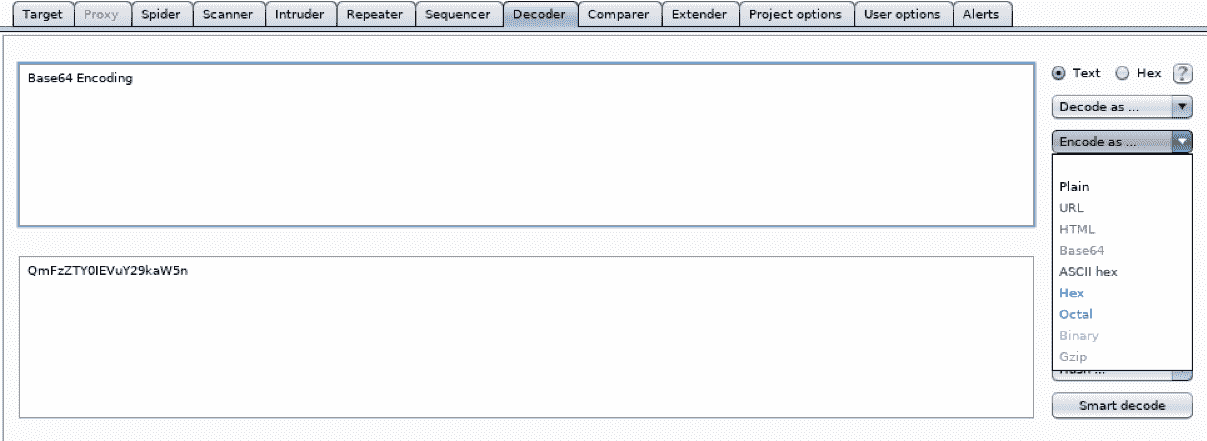 Target Proxy Spider Scanner Intruder Repeater Sequencer Decoder Comparer Extender Project options User options Alerts
Base64 Encoding
Text Hex ?
Decode as ...
Encode as ...
Plain
URL
HTML
Base64
ASCII hex
Hex
Octal
Binary
Gzip
Hash ...
Smart decode
QmFzZTY0IEVuY29kaW5n